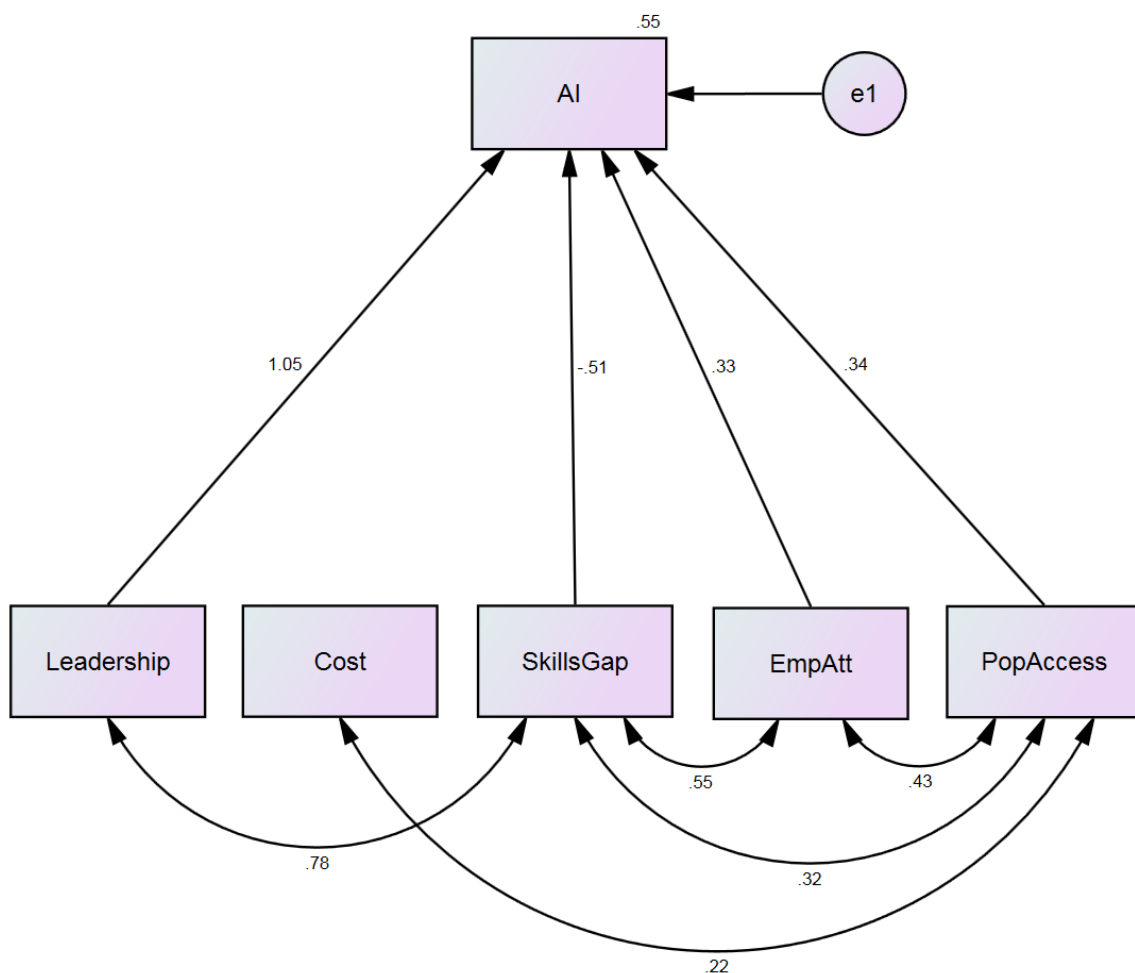 .55
AI
e1
1.05
-.51
.33
.34
Leadership
Cost
SkillsGap
EmpAtt
PopAccess
.55
.43
.78
.32
.22